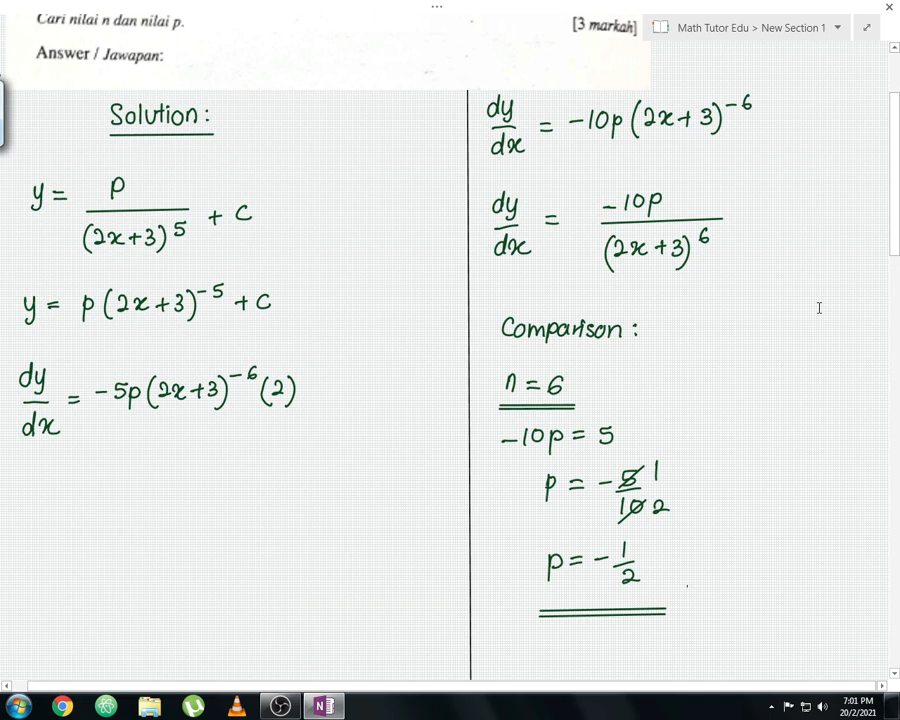 Cari nilai n dan nilai p.
[3 markah]
Math Tutor Edu > New Section 1
Answer / Jawapan:
Solution:
y = p / (2x+3)^5 + c
y = p(2x+3)^-5 + c
dy/dx = -5p(2x+3)^-6 (2)
dy/dx = -10p(2x+3)^-6
dy/dx = -10p / (2x+3)^6
Comparison:
n = 6
-10p = 5
p = -5/10 1/2
p = -1/2
7:01 PM
20/2/2021